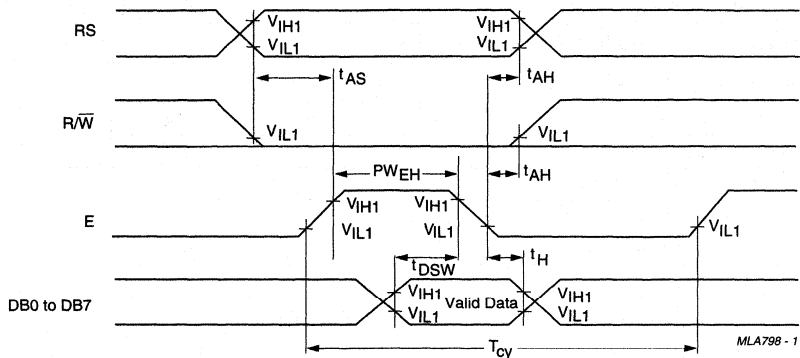 RS
VIH1
VIL1
VIH1
VIL1
tAS
tAH
R/W̅
VIL1
VIL1
PWEH
tAH
E
VIH1
VIL1
VIH1
VIL1
VIL1
tDSW
tH
DB0 to DB7
VIH1
VIL1
Valid Data
VIH1
VIL1
Tcy
MLA798 - 1